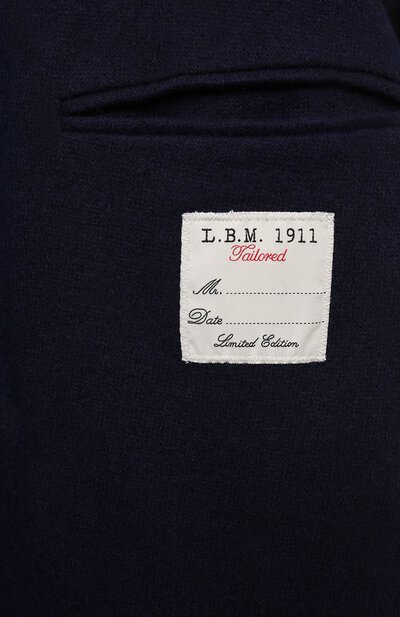 L.B.M. 1911
Tailored
Mr.
Date
Limited Edition